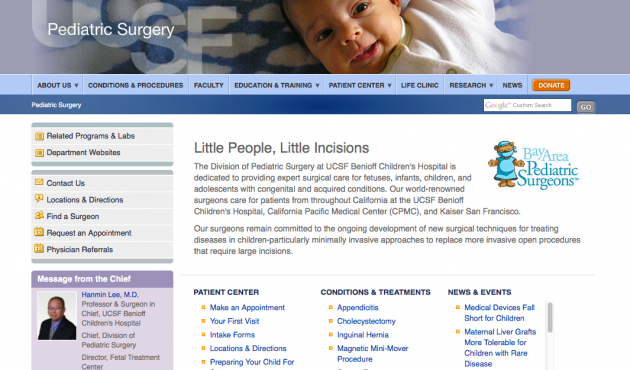 UCSF
Pediatric Surgery
ABOUT US
CONDITIONS & PROCEDURES
FACULTY
EDUCATION & TRAINING
PATIENT CENTER
LIFE CLINIC
RESEARCH
NEWS
DONATE
Pediatric Surgery
Google™ Custom Search
GO
Related Programs & Labs
Department Websites
Contact Us
Locations & Directions
Find a Surgeon
Request an Appointment
Physician Referrals
Message from the Chief
Hanmin Lee, M.D.
Professor & Surgeon in
Chief, UCSF Benioff
Children's Hospital
Chief, Division of
Pediatric Surgery
Director, Fetal Treatment
Center
Little People, Little Incisions
The Division of Pediatric Surgery at UCSF Benioff Children's Hospital is
dedicated to providing expert surgical care for fetuses, infants, children, and
adolescents with congenital and acquired conditions. Our world-renowned
surgeons care for patients from throughout California at the UCSF Benioff
Children's Hospital, California Pacific Medical Center (CPMC), and Kaiser San Francisco.
Our surgeons remain committed to the ongoing development of new surgical techniques for treating
diseases in children-particularly minimally invasive approaches to replace more invasive open procedures
that require large incisions.
Bay Area
Pediatric
Surgeons™
PATIENT CENTER
Make an Appointment
Your First Visit
Intake Forms
Locations & Directions
Preparing Your Child For
CONDITIONS & TREATMENTS
Appendicitis
Cholecystectomy
Inguinal Hernia
Magnetic Mini-Mover
Procedure
NEWS & EVENTS
Medical Devices Fall
Short for Children
Maternal Liver Grafts
More Tolerable for
Children with Rare
Disease